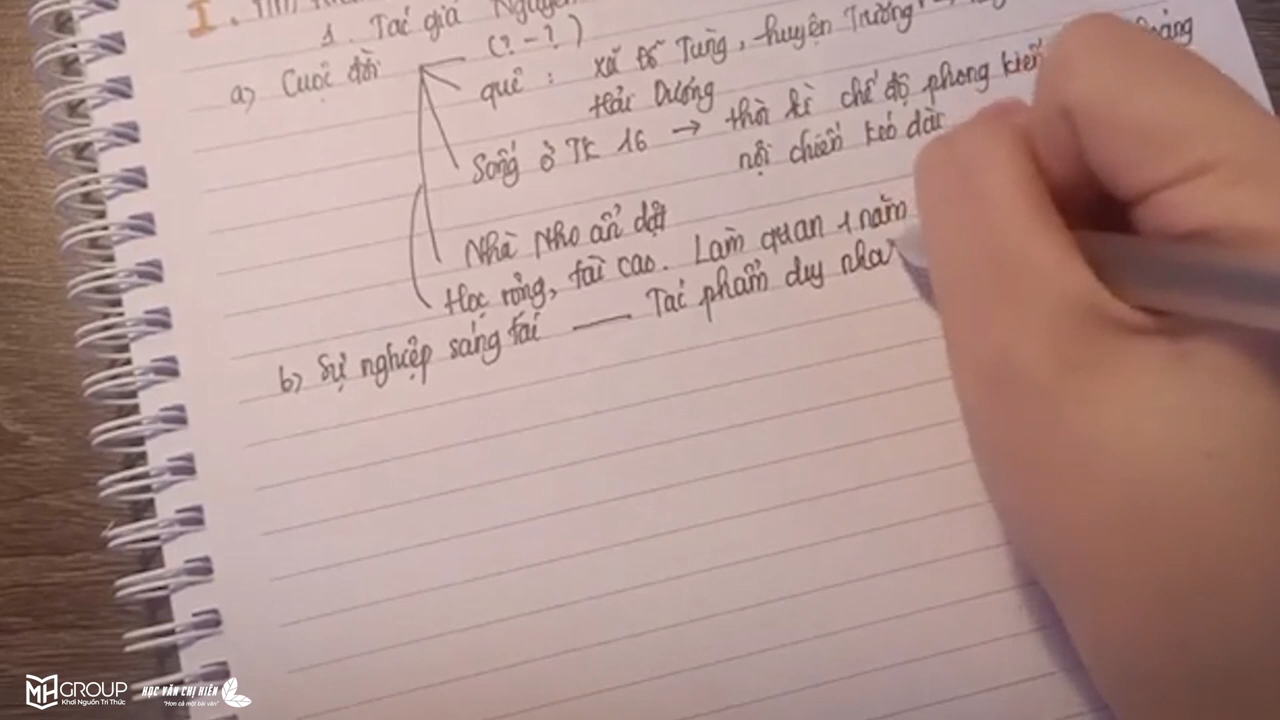 I.
1. Tác giả Nguyễn
a) Cuộc đời (? - ?)
quê : xã Đỗ Tùng, huyện Trường
Hải Dương
Sống ở TK 16 → thời kì chế độ phong kiến
nội chiến kéo dài
Nhà Nho ẩn dật
Học rộng, tài cao. Làm quan 1 năm
b) Sự nghiệp sáng tác — Tác phẩm duy nhấ
MH GROUP
Khơi Nguồn Tri Thức
HỌC VĂN CHỊ HIÊN
"Hơn cả một bài văn"